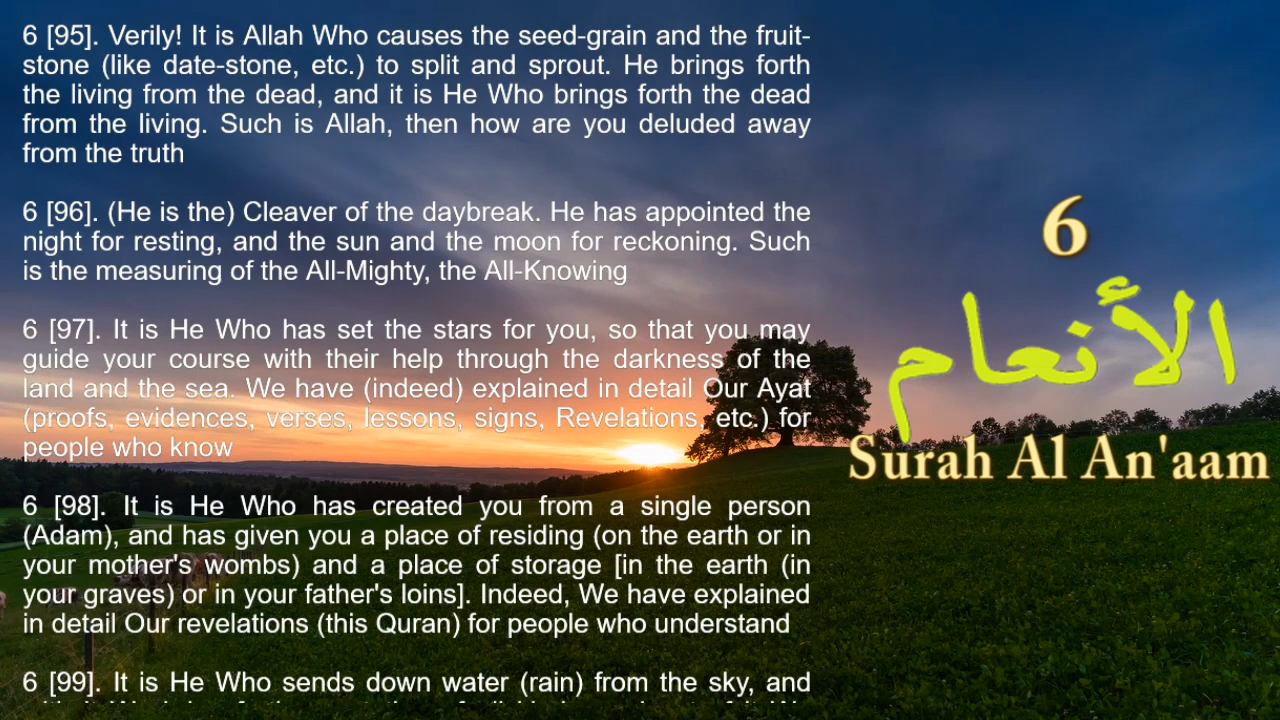 6 [95]. Verily! It is Allah Who causes the seed-grain and the fruit-
stone (like date-stone, etc.) to split and sprout. He brings forth
the living from the dead, and it is He Who brings forth the dead
from the living. Such is Allah, then how are you deluded away
from the truth
6 [96]. (He is the) Cleaver of the daybreak. He has appointed the
night for resting, and the sun and the moon for reckoning. Such
is the measuring of the All-Mighty, the All-Knowing
6 [97]. It is He Who has set the stars for you, so that you may
guide your course with their help through the darkness of the
land and the sea. We have (indeed) explained in detail Our Ayat
(proofs, evidences, verses, lessons, signs, Revelations, etc.) for
people who know
6 [98]. It is He Who has created you from a single person
(Adam), and has given you a place of residing (on the earth or in
your mother's wombs) and a place of storage [in the earth (in
your graves) or in your father's loins]. Indeed, We have explained
in detail Our revelations (this Quran) for people who understand
6 [99]. It is He Who sends down water (rain) from the sky, and
6
الأنعام
Surah Al An'aam